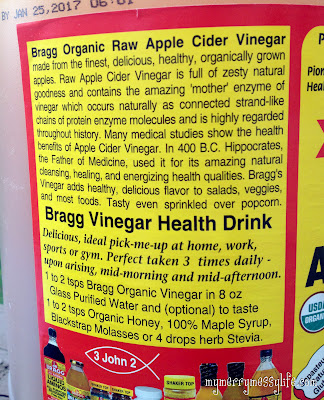 BY JAN 25,2017 06:01
Bragg Organic Raw Apple Cider Vinegar
made from the finest, delicious, healthy, organically grown
apples. Raw Apple Cider Vinegar is full of zesty natural
goodness and contains the amazing 'mother' enzyme of
vinegar which occurs naturally as connected strand-like
chains of protein enzyme molecules and is highly regarded
throughout history. Many medical studies show the health
benefits of Apple Cider Vinegar. In 400 B.C. Hippocrates,
the Father of Medicine, used it for its amazing natural
cleansing, healing, and energizing health qualities. Bragg's
Vinegar adds healthy, delicious flavor to salads, veggies,
and most foods. Tasty even sprinkled over popcorn.
Bragg Vinegar Health Drink
Delicious, ideal pick-me-up at home, work,
sports or gym. Perfect taken 3 times daily -
upon arising, mid-morning and mid-afternoon.
1 to 2 tsps Bragg Organic Vinegar in 8 oz
Glass Purified Water and (optional) to taste
1 to 2 tsps Organic Honey, 100% Maple Syrup,
Blackstrap Molasses or 4 drops herb Stevia.
3 John 2
SHAKER TOP
BRAGG
USDA
ORGANIC
mymerrymessylife.com